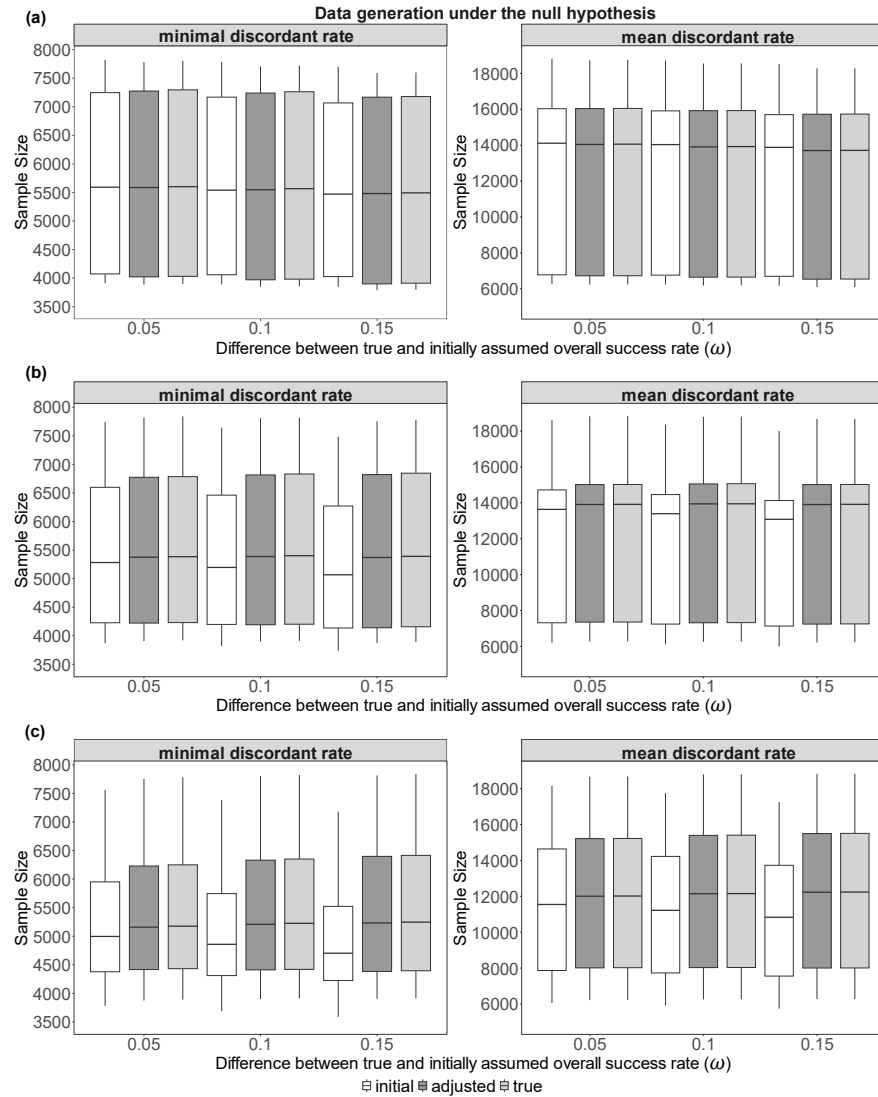 Data generation under the null hypothesis
(a)
minimal discordant rate
mean discordant rate
Sample Size
8000
7500
7000
6500
6000
5500
5000
4500
4000
3500
Sample Size
18000
16000
14000
12000
10000
8000
6000
0.05 0.1 0.15
0.05 0.1 0.15
Difference between true and initially assumed overall success rate (ω)
(b)
minimal discordant rate
mean discordant rate
Sample Size
8000
7500
7000
6500
6000
5500
5000
4500
4000
3500
Sample Size
18000
16000
14000
12000
10000
8000
6000
0.05 0.1 0.15
0.05 0.1 0.15
Difference between true and initially assumed overall success rate (ω)
(c)
minimal discordant rate
mean discordant rate
Sample Size
8000
7500
7000
6500
6000
5500
5000
4500
4000
3500
Sample Size
18000
16000
14000
12000
10000
8000
6000
0.05 0.1 0.15
0.05 0.1 0.15
Difference between true and initially assumed overall success rate (ω)
initial adjusted true